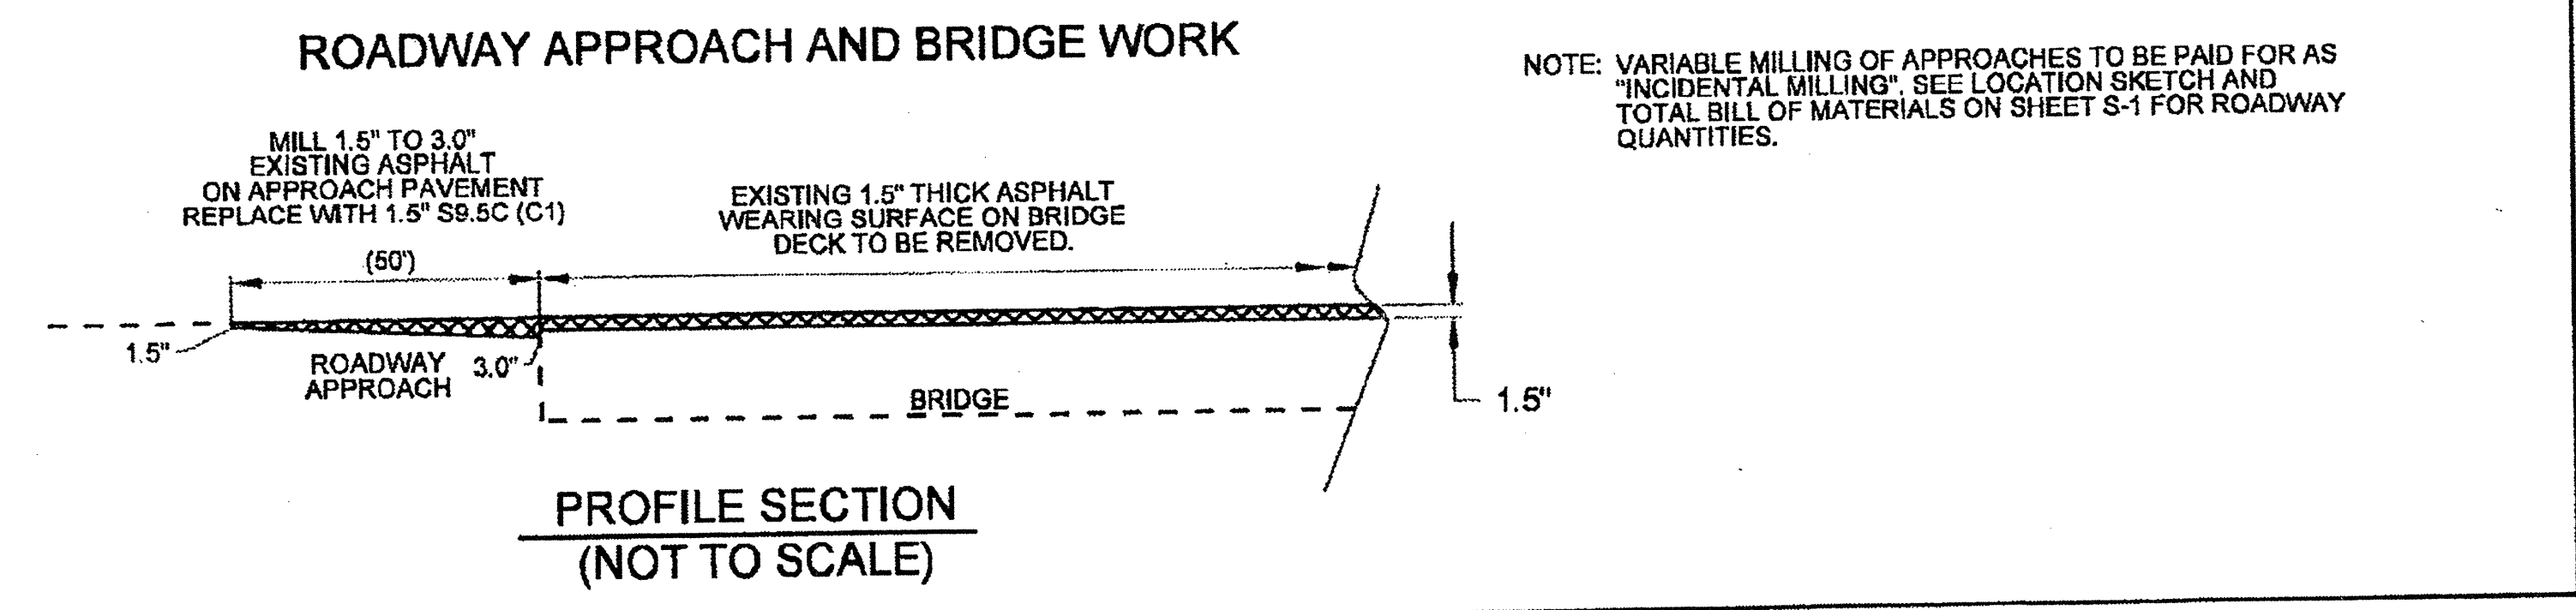 ROADWAY APPROACH AND BRIDGE WORK
NOTE: VARIABLE MILLING OF APPROACHES TO BE PAID FOR AS
"INCIDENTAL MILLING". SEE LOCATION SKETCH AND
TOTAL BILL OF MATERIALS ON SHEET S-1 FOR ROADWAY
QUANTITIES.
MILL 1.5" TO 3.0"
EXISTING ASPHALT
ON APPROACH PAVEMENT
REPLACE WITH 1.5" S9.5C (C1)
(50')
EXISTING 1.5" THICK ASPHALT
WEARING SURFACE ON BRIDGE
DECK TO BE REMOVED.
1.5"
ROADWAY
APPROACH
3.0"
BRIDGE
1.5"
PROFILE SECTION
(NOT TO SCALE)